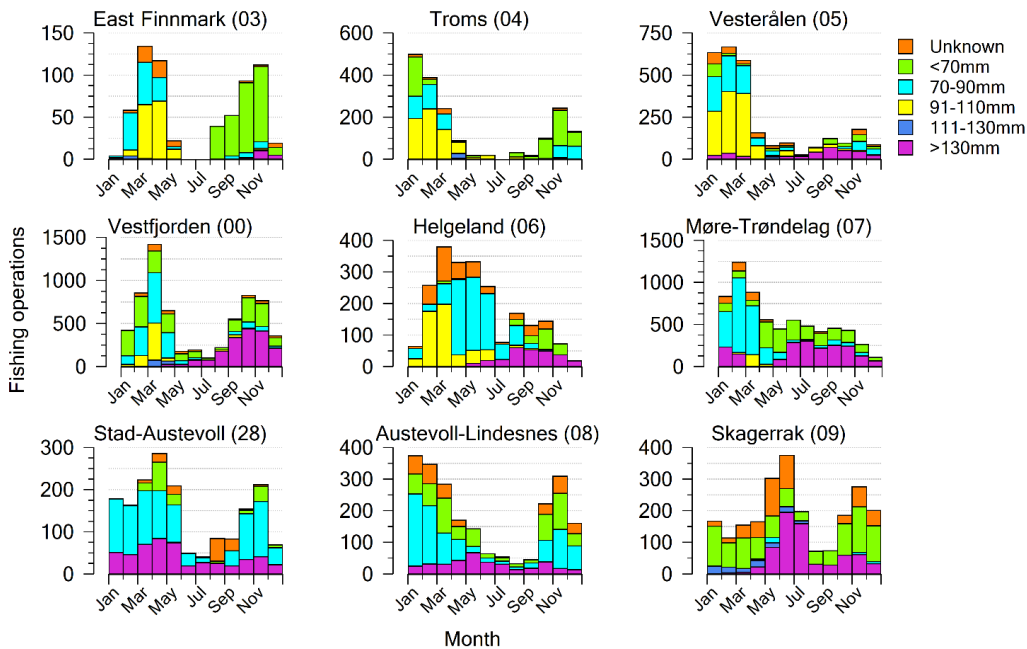 East Finnmark (03)
Troms (04)
Vesterålen (05)
150
100
50
0
Jan
Mar
May
Jul
Sep
Nov
600
400
200
0
Jan
Mar
May
Jul
Sep
Nov
750
500
250
0
Jan
Mar
May
Jul
Sep
Nov
Unknown
<70mm
70-90mm
91-110mm
111-130mm
>130mm
Fishing operations
Vestfjorden (00)
Helgeland (06)
Møre-Trøndelag (07)
1500
1000
500
0
Jan
Mar
May
Jul
Sep
Nov
400
300
200
100
0
Jan
Mar
May
Jul
Sep
Nov
1500
1000
500
0
Jan
Mar
May
Jul
Sep
Nov
Stad-Austevoll (28)
Austevoll-Lindesnes (08)
Skagerrak (09)
300
200
100
0
Jan
Mar
May
Jul
Sep
Nov
400
300
200
100
0
Jan
Mar
May
Jul
Sep
Nov
400
300
200
100
0
Jan
Mar
May
Jul
Sep
Nov
Month